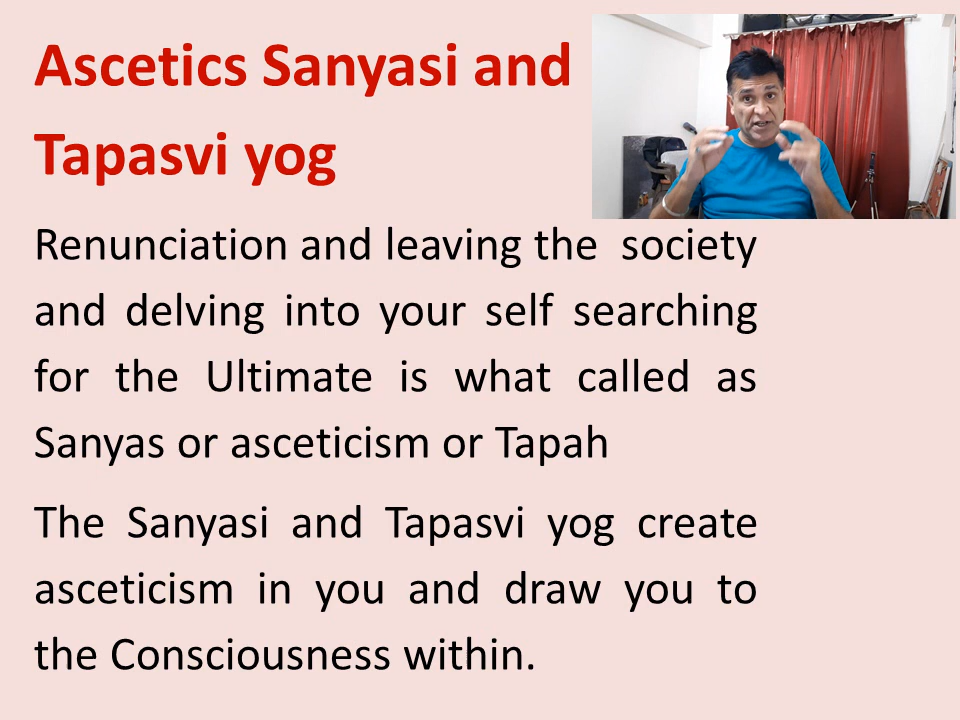 Ascetics Sanyasi and
Tapasvi yog
Renunciation and leaving the society
and delving into your self searching
for the Ultimate is what called as
Sanyas or asceticism or Tapah
The Sanyasi and Tapasvi yog create
asceticism in you and draw you to
the Consciousness within.